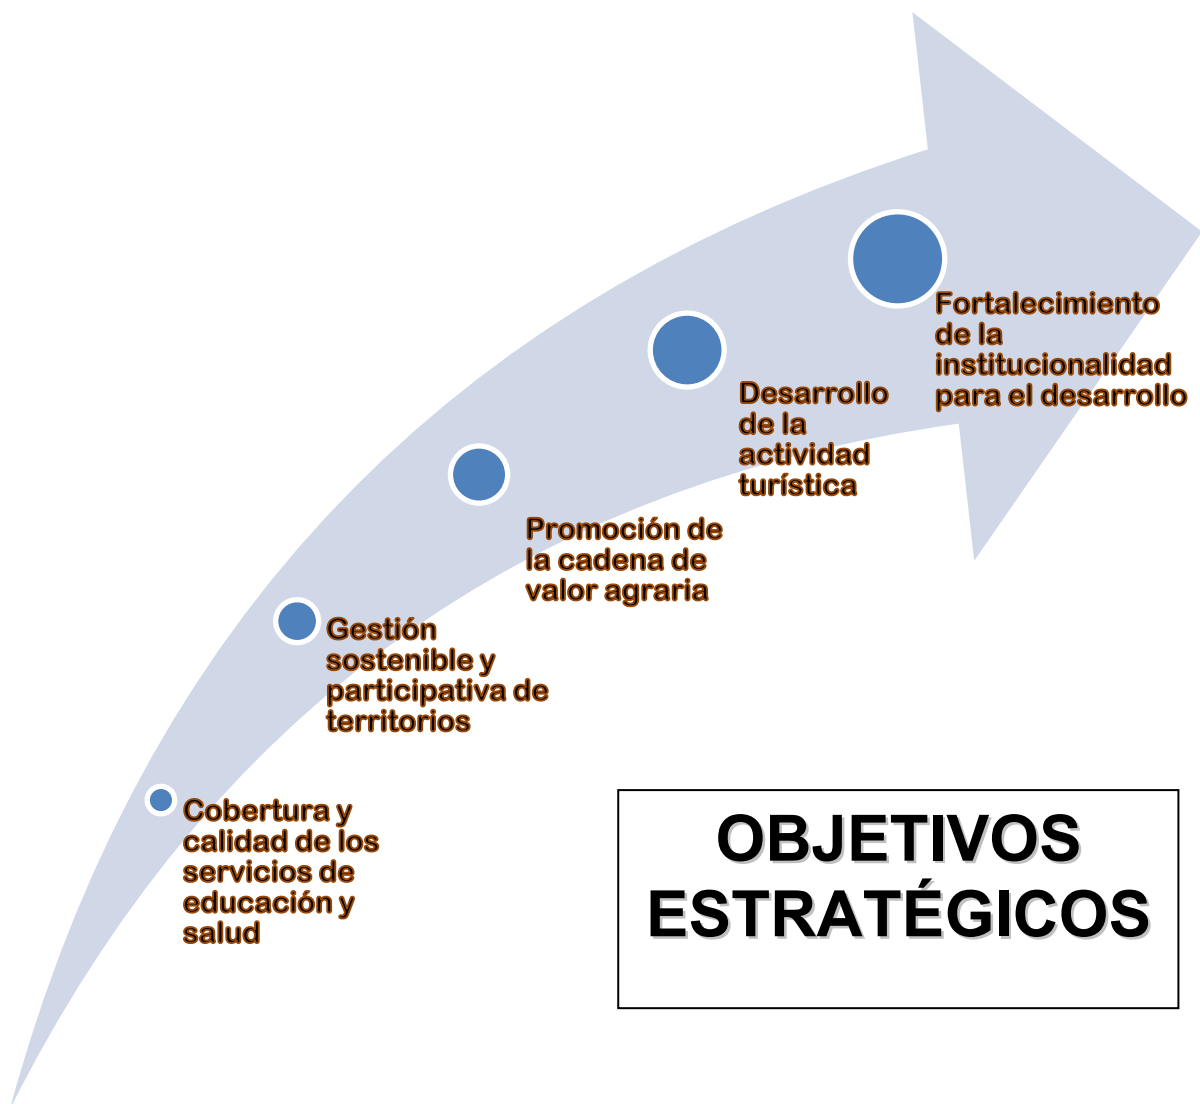 Fortalecimiento
de la
institucionalidad
para el desarrollo
Desarrollo
de la
actividad
turística
Promoción de
la cadena de
valor agraria
Gestión
sostenible y
participativa de
territorios
Cobertura y
calidad de los
servicios de
educación y
salud
OBJETIVOS
ESTRATÉGICOS